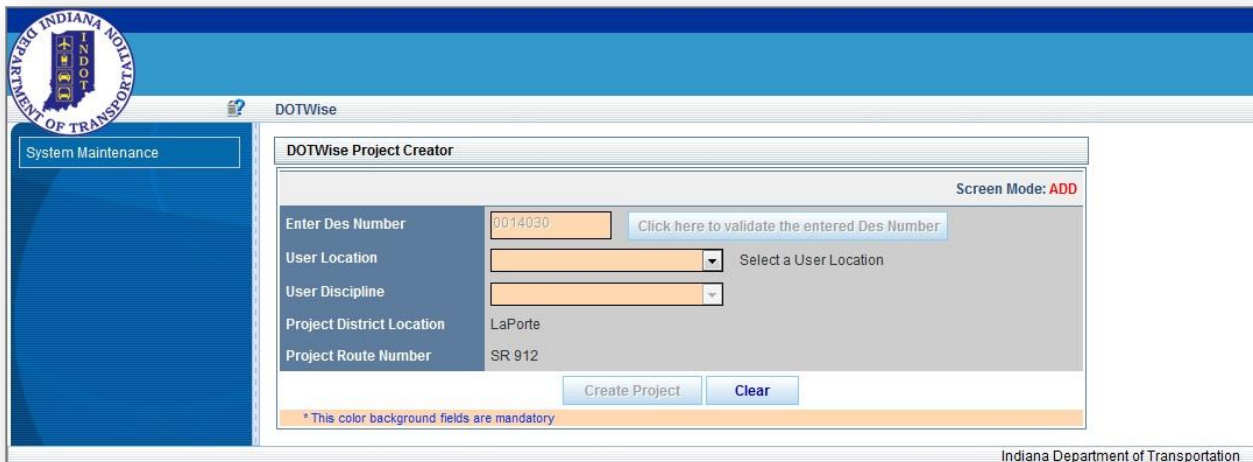 INDIANA DEPARTMENT OF TRANSPORTATION
INDOT
DOTWise
System Maintenance
DOTWise Project Creator
Screen Mode: ADD
Enter Des Number 0014030 Click here to validate the entered Des Number
User Location Select a User Location
User Discipline
Project District Location LaPorte
Project Route Number SR 912
Create Project Clear
* This color background fields are mandatory
Indiana Department of Transportation